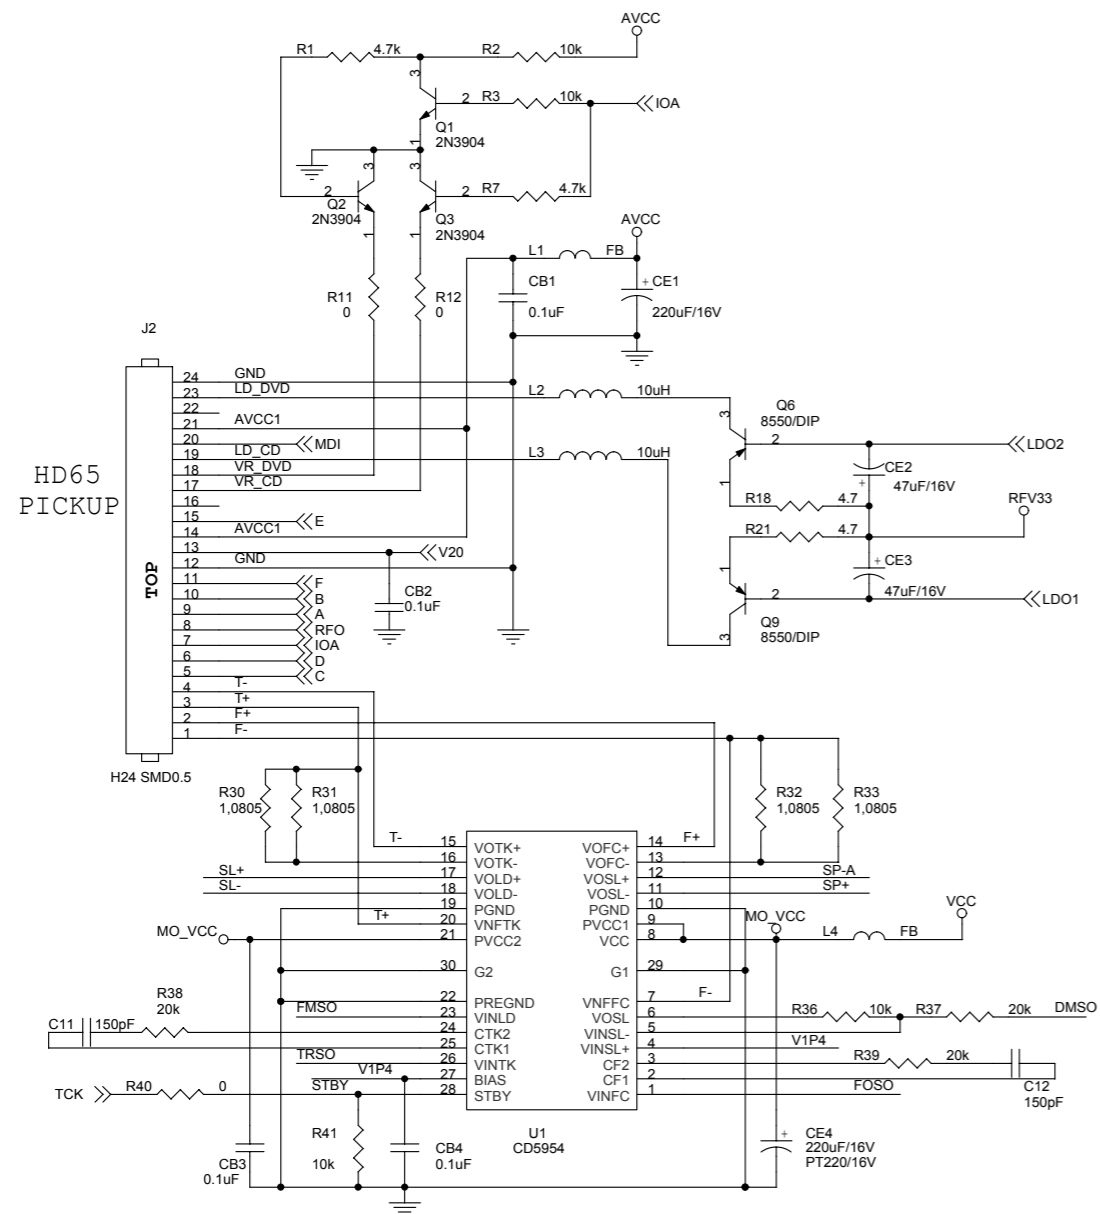 AVCC
R1 4.7k R2 10k
3
2 R3 10k IOA
Q1
2N3904
1
3 3
2 2 R7 4.7k
Q2 Q3
2N3904 2N3904
1 1
AVCC
L1 FB
CB1 + CE1
0.1uF 220uF/16V
R11 R12
0 0
J2
24 GND
23 LD_DVD L2 10uH
22
21 AVCC1
20 MDI
19 LD_CD L3 10uH
18 VR_DVD
17 VR_CD
16
15 E
14 AVCC1
13 V20
12 GND
11 F
10 B
9 A
8 RFO
7 IOA
6 D
5 C
4 T-
3 T+
2 F+
1 F-
HD65
PICKUP
TOP
H24 SMD0.5
CB2
0.1uF
3 Q6
8550/DIP
2 LDO2
1
CE2
+ 47uF/16V
R18 4.7
RFV33
R21 4.7
1
+ CE3
47uF/16V
2 LDO1
Q9
3 8550/DIP
R30 R31 R32 R33
1,0805 1,0805 1,0805 1,0805
T- 15 VOTK+ VOFC+ 14 F+
16 VOTK- VOFC- 13
SL+ 17 VOLD+ VOSL+ 12 SP-A
SL- 18 VOLD- VOSL- 11 SP+
19 PGND PGND 10
T+ 20 VNFTK PVCC1 9
MO_VCC 21 PVCC2 VCC 8 MO_VCC L4 FB VCC
30 G2 G1 29
22 PREGND VNFFC 7 F-
FMSO 23 VINLD VOSL 6 R36 10k R37 20k DMSO
R38
20k
C11 150pF
24 CTK2 VINSL- 5
25 CTK1 VINSL+ 4 V1P4
TRSO 26 VINTK CF2 3 R39 20k
V1P4 27 BIAS CF1 2
C12
150pF
TCK R40 0 STBY 28 STBY VINFC 1 FOSO
U1
CD5954
R41
10k
CB3
0.1uF
CB4
0.1uF
+ CE4
220uF/16V
PT220/16V